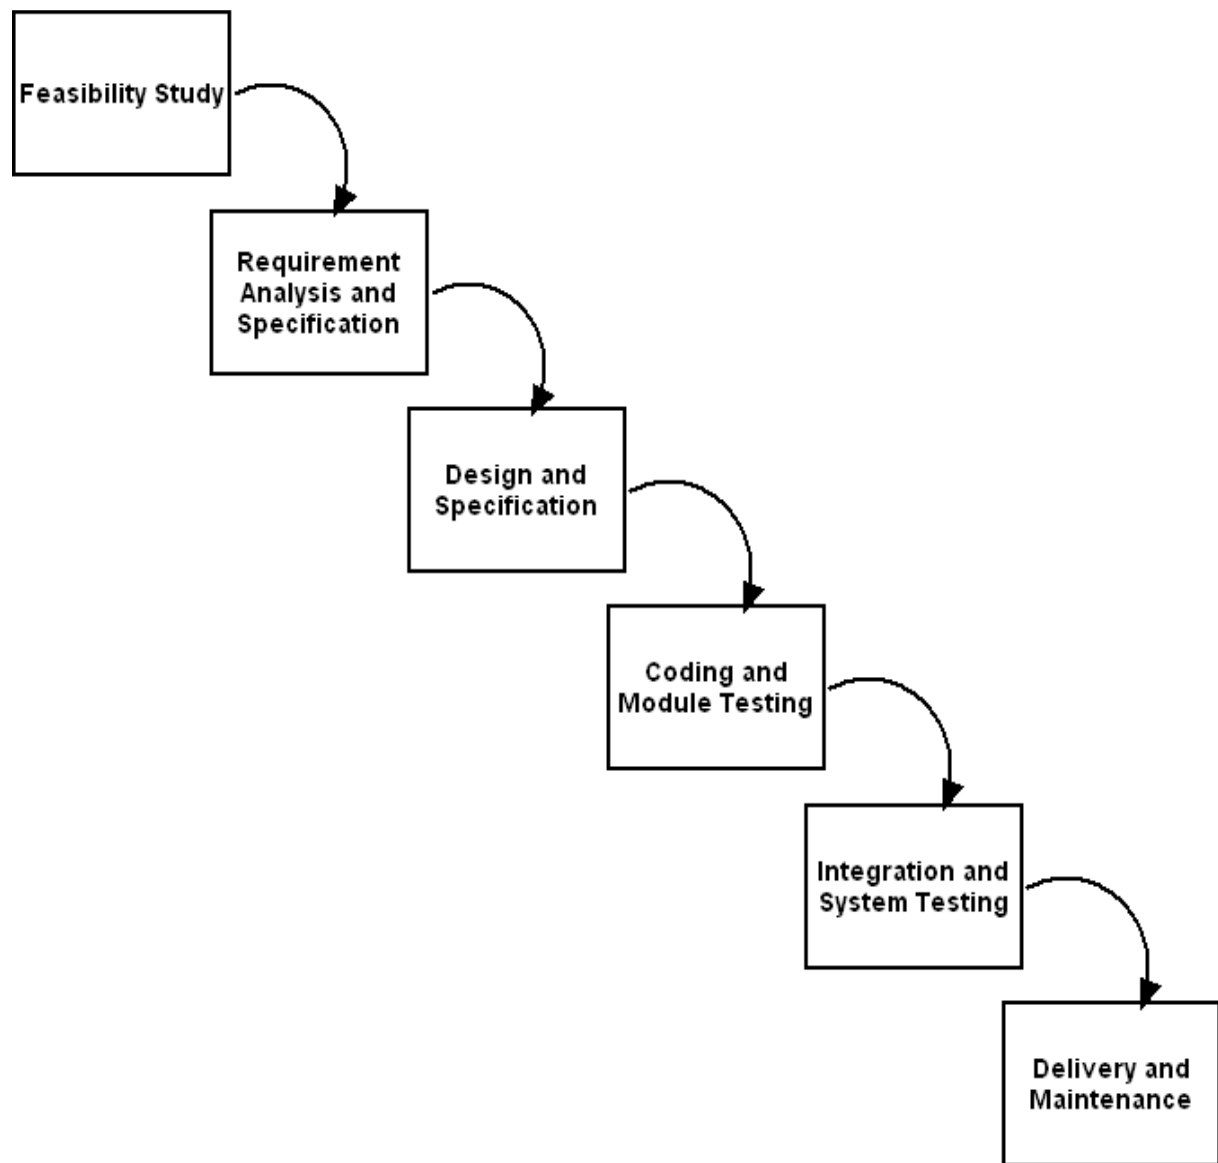 Feasibility Study
Requirement
Analysis and
Specification
Design and
Specification
Coding and
Module Testing
Integration and
System Testing
Delivery and
Maintenance